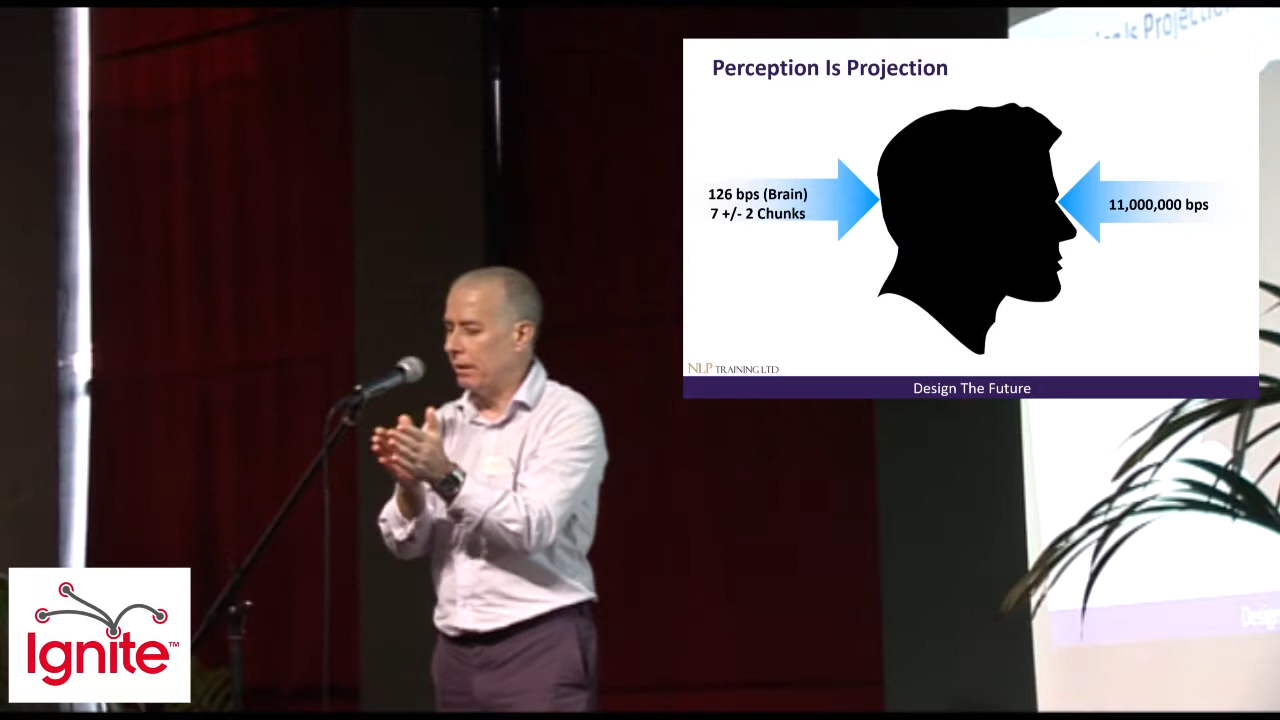 Perception Is Projection
126 bps (Brain)
7 +/- 2 Chunks
11,000,000 bps
NLP TRAINING LTD
Design The Future
Ignite™